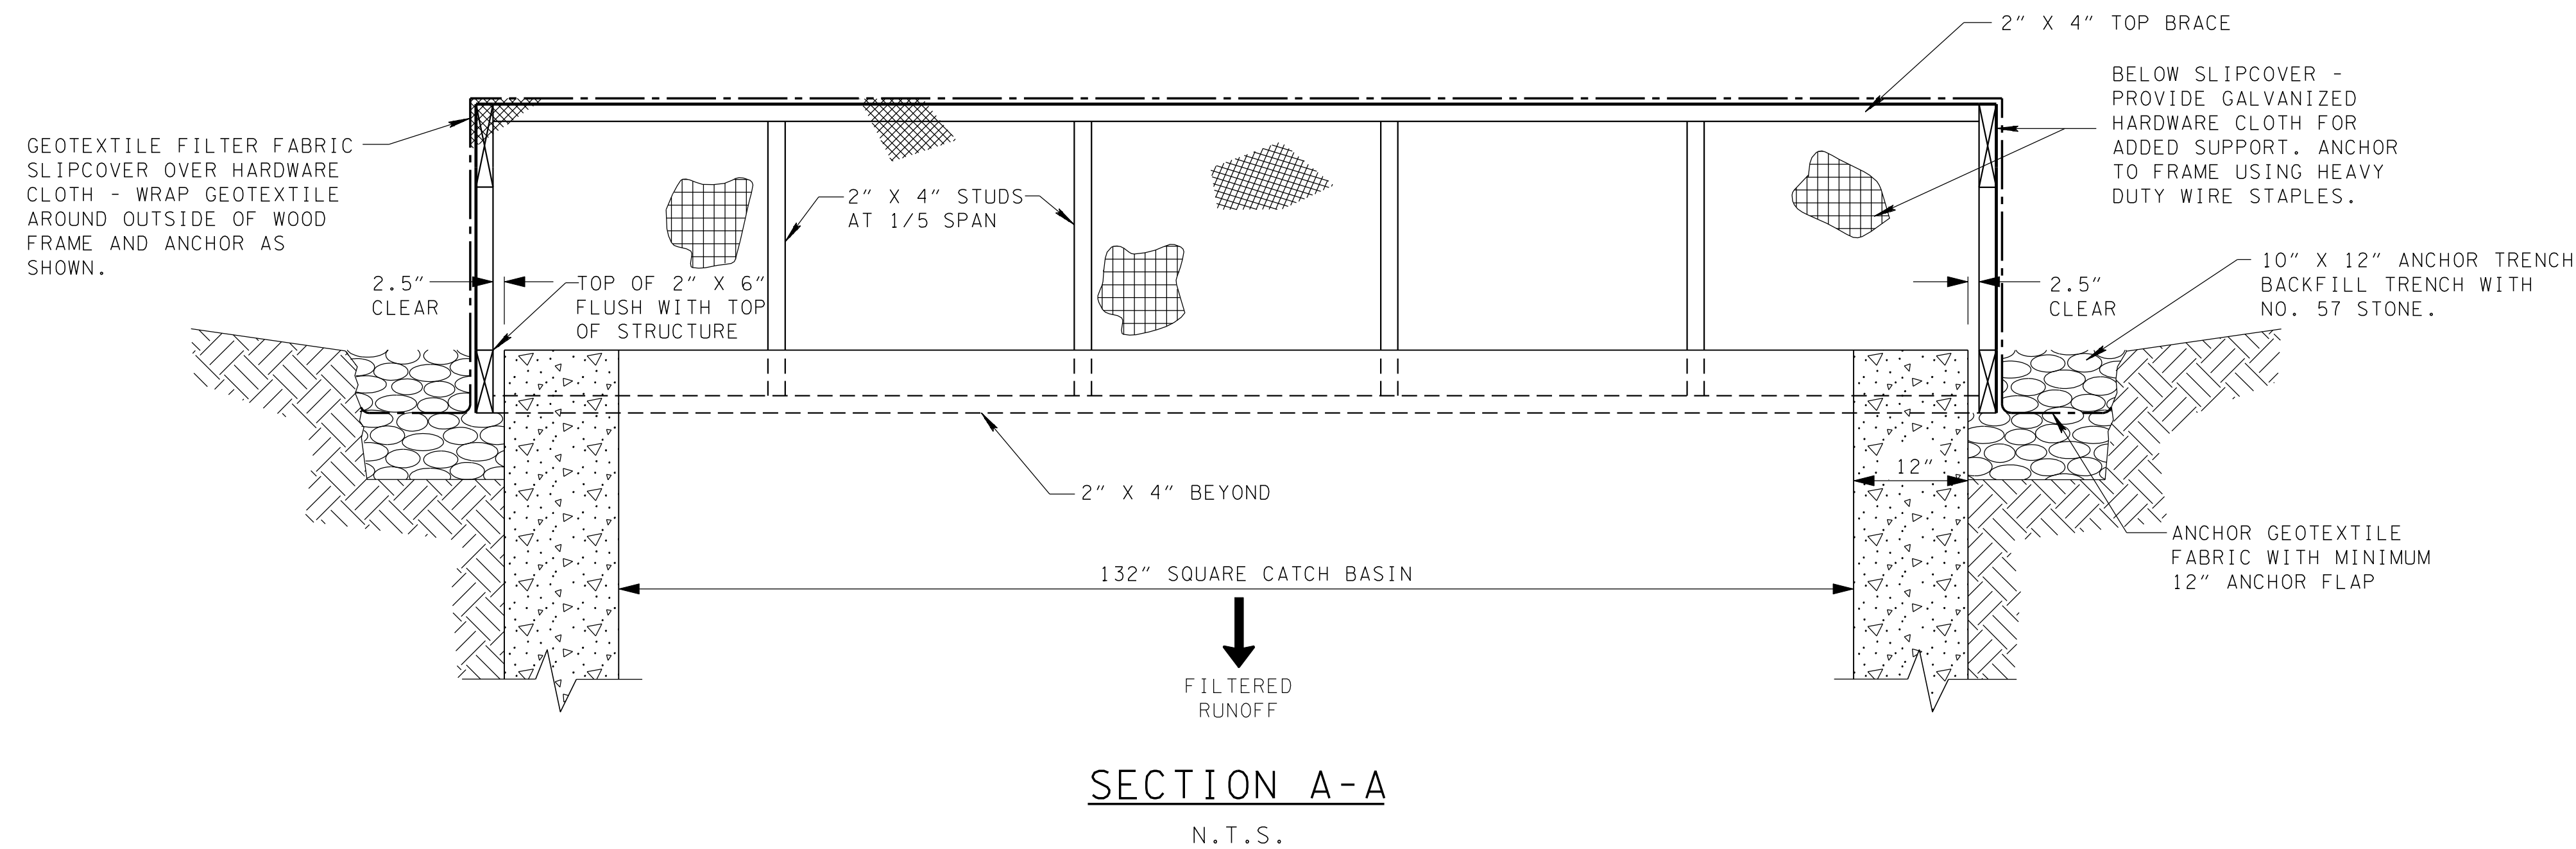 2" X 4" TOP BRACE
BELOW SLIPCOVER -
PROVIDE GALVANIZED
HARDWARE CLOTH FOR
ADDED SUPPORT. ANCHOR
TO FRAME USING HEAVY
DUTY WIRE STAPLES.
GEOTEXTILE FILTER FABRIC
SLIPCOVER OVER HARDWARE
CLOTH - WRAP GEOTEXTILE
AROUND OUTSIDE OF WOOD
FRAME AND ANCHOR AS
SHOWN.
2" X 4" STUDS
AT 1/5 SPAN
2.5"
CLEAR
TOP OF 2" X 6"
FLUSH WITH TOP
OF STRUCTURE
2.5"
CLEAR
10" X 12" ANCHOR TRENCH
BACKFILL TRENCH WITH
NO. 57 STONE.
12"
2" X 4" BEYOND
ANCHOR GEOTEXTILE
FABRIC WITH MINIMUM
12" ANCHOR FLAP
132" SQUARE CATCH BASIN
FILTERED
RUNOFF
SECTION A-A
N.T.S.